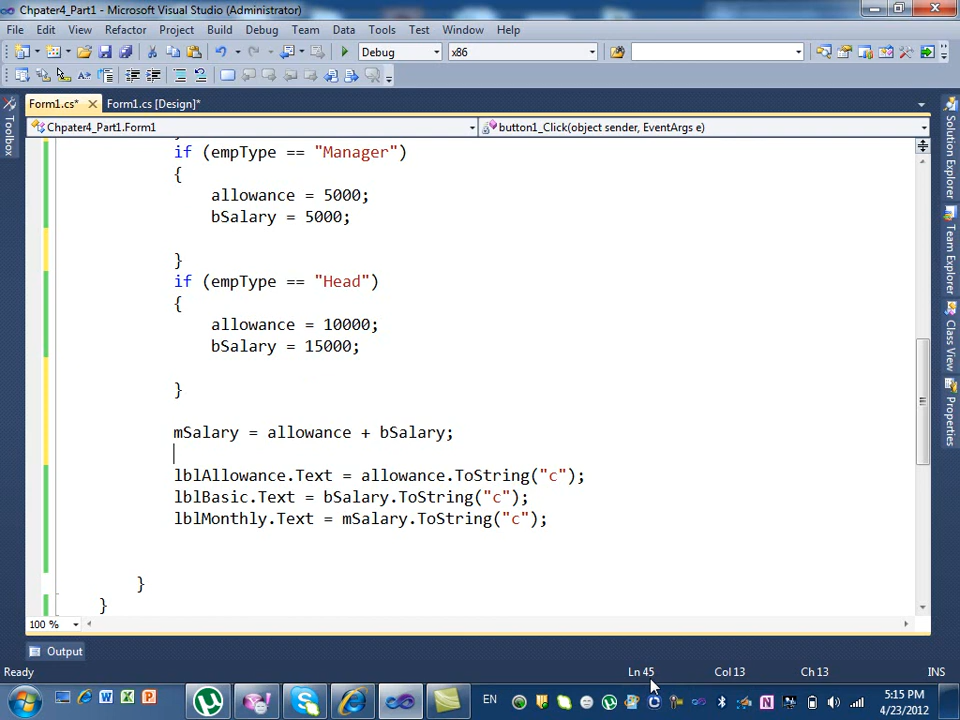 Chpater4_Part1 - Microsoft Visual Studio (Administrator)
File Edit View Refactor Project Build Debug Team Data Tools Test Window Help
Debug x86
Form1.cs* Form1.cs [Design]*
Chpater4_Part1.Form1 button1_Click(object sender, EventArgs e)
Toolbox
Solution Explorer
Team Explorer
Class View
Properties
if (empType == "Manager")
{
allowance = 5000;
bSalary = 5000;
}
if (empType == "Head")
{
allowance = 10000;
bSalary = 15000;
}
mSalary = allowance + bSalary;
lblAllowance.Text = allowance.ToString("c");
lblBasic.Text = bSalary.ToString("c");
lblMonthly.Text = mSalary.ToString("c");
}
}
100 %
Output
Ready Ln 45 Col 13 Ch 13 INS
EN
5:15 PM
4/23/2012